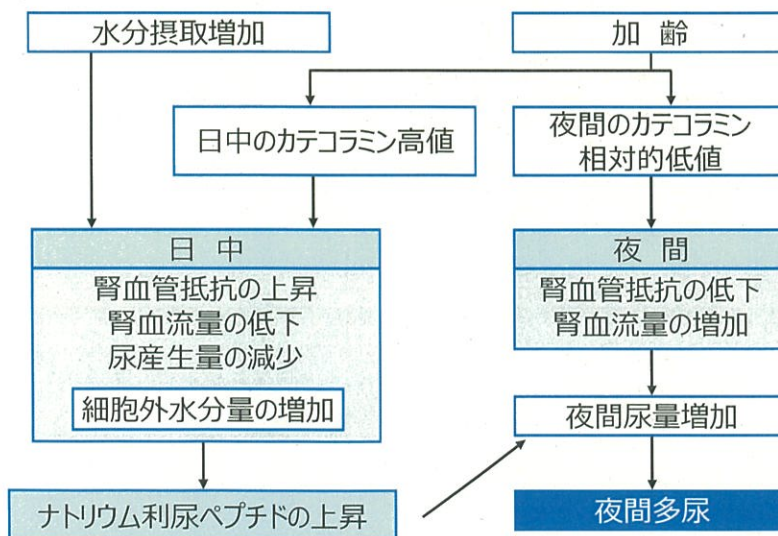 水分摂取増加
加 齢
日中のカテコラミン高値
夜間のカテコラミン
相対的低値
日 中
腎血管抵抗の上昇
腎血流量の低下
尿産生量の減少
細胞外水分量の増加
夜 間
腎血管抵抗の低下
腎血流量の増加
夜間尿量増加
ナトリウム利尿ペプチドの上昇
夜間多尿